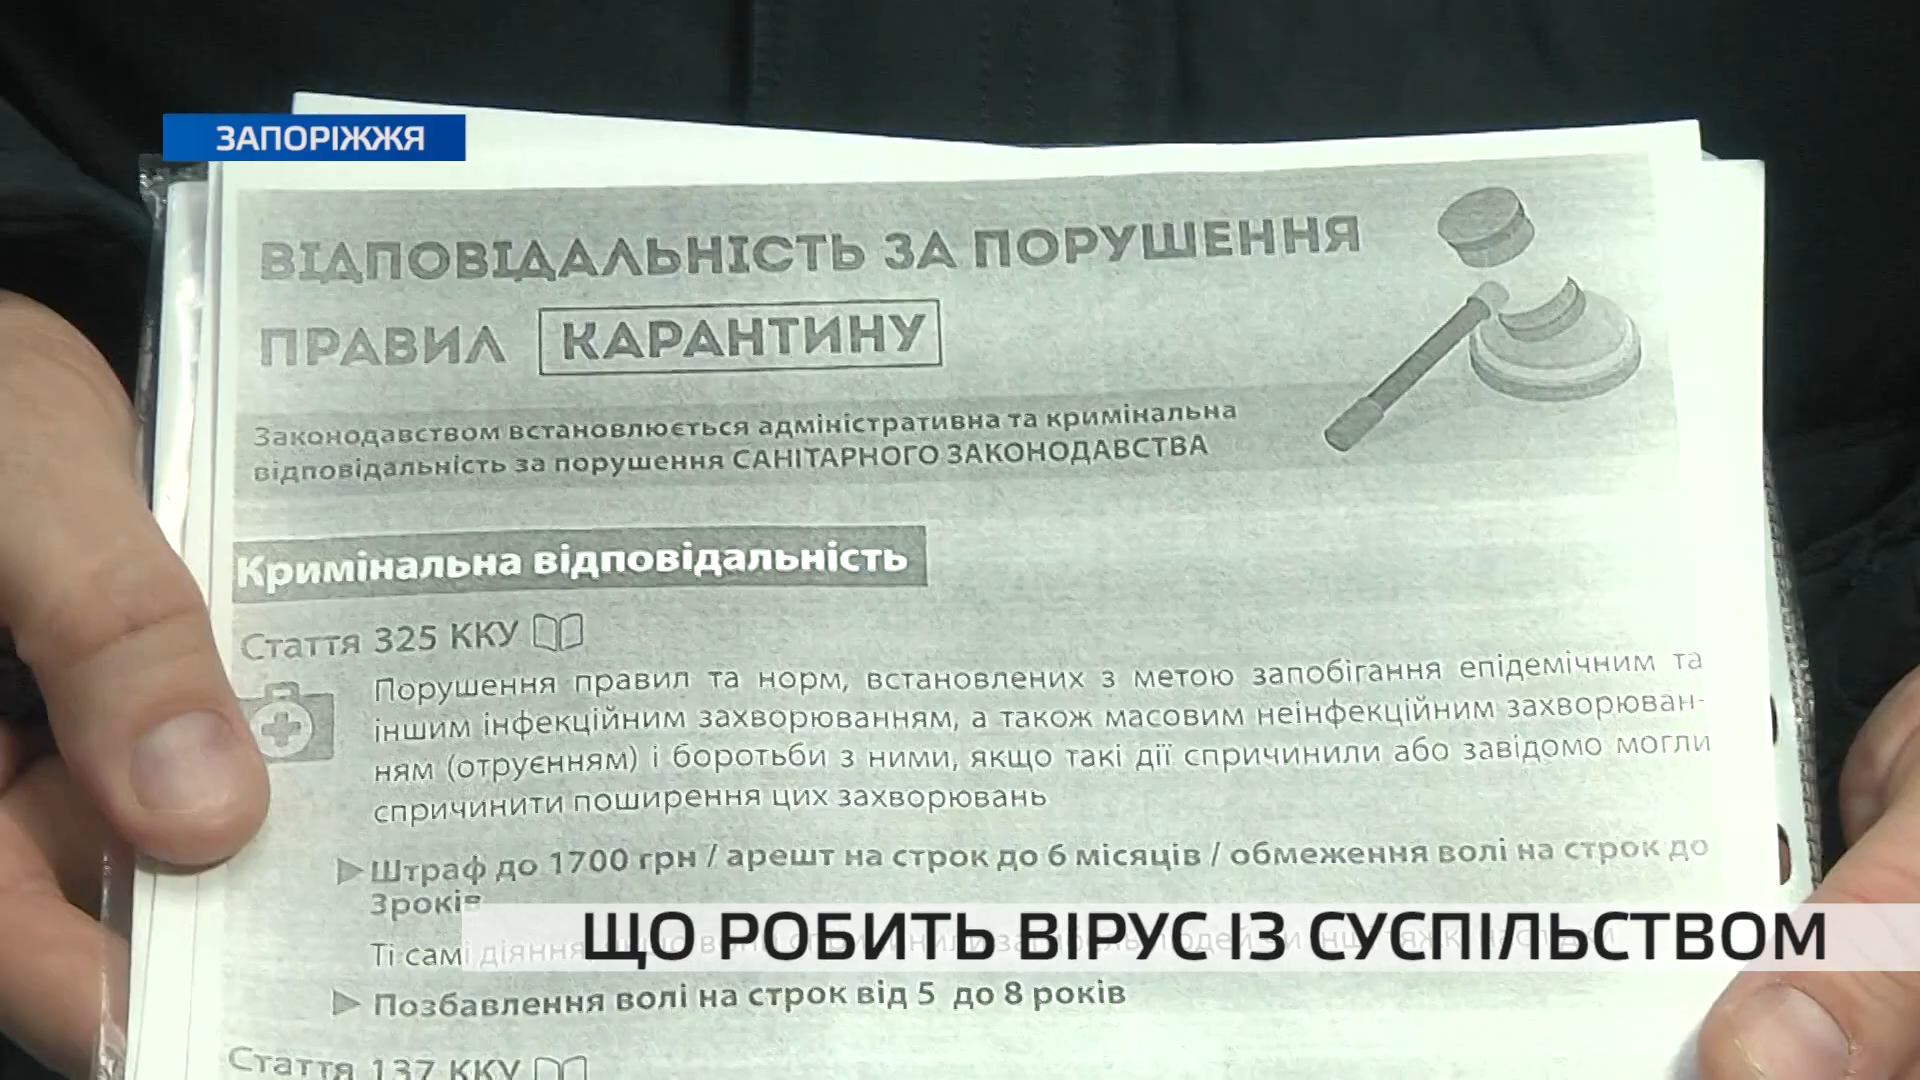 ЗАПОРІЖЖЯ
ВІДПОВІДАЛЬНІСТЬ ЗА ПОРУШЕННЯ
ПРАВИЛ КАРАНТИНУ
Законодавством встановлюється адміністративна та кримінальна
відповідальність за порушення САНІТАРНОГО ЗАКОНОДАВСТВА
Кримінальна відповідальність
Стаття 325 ККУ
Порушення правил та норм, встановлених з метою запобігання епідемічним та
іншим інфекційним захворюванням, а також масовим неінфекційним захворюван-
ням (отруєнням) і боротьби з ними, якщо такі дії спричинили або завідомо могли
спричинити поширення цих захворювань
Штраф до 1700 грн / арешт на строк до 6 місяців / обмеження волі на строк до
3років
ЩО РОБИТЬ ВІРУС ІЗ СУСПІЛЬСТВОМ
Ті самі діяння
Позбавлення волі на строк від 5 до 8 років
Стаття 137 ККУ